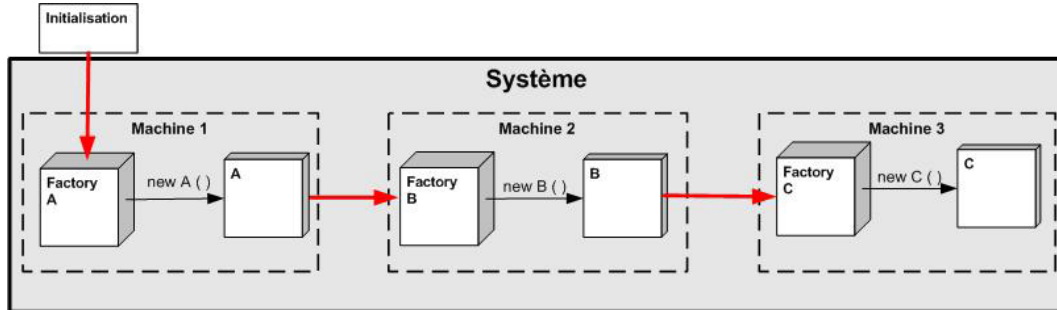 Initialisation
Système
Machine 1
Machine 2
Machine 3
Factory
A
new A ( )
A
Factory
B
new B ( )
B
Factory
C
new C ( )
C